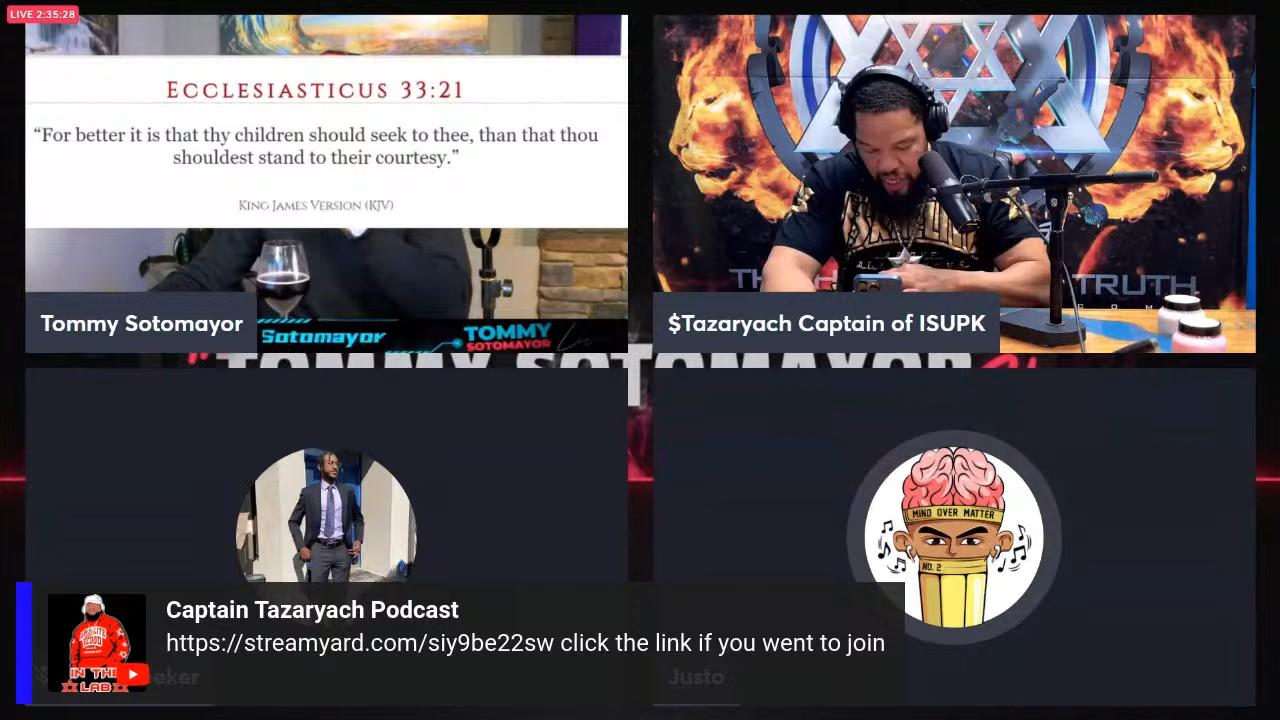 LIVE 2:35:28
ECCLESIASTICUS 33:21
“For better it is that thy children should seek to thee, than that thou
shouldest stand to their courtesy.”
KING JAMES VERSION (KJV)
Tommy Sotomayor
Sotomayor
TOMMY
SOTOMAYOR
TRUTH
$Tazaryach Captain of ISUPK
"TOMMY SOTOMAYOR
MIND OVER MATTER
NO. 2
Captain Tazaryach Podcast
https://streamyard.com/siy9be22sw click the link if you went to join
IN THE
LAB
Justo